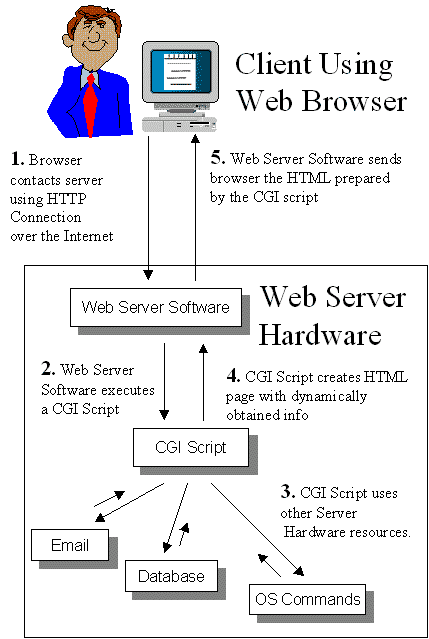 Client Using
Web Browser
1. Browser
contacts server
using HTTP
Connection
over the Internet
5. Web Server Software sends
browser the HTML prepared
by the CGI script
Web Server Software
Web Server
Hardware
2. Web Server
Software executes
a CGI Script
4. CGI Script creates HTML
page with dynamically
obtained info
CGI Script
3. CGI Script uses
other Server
Hardware resources.
Email
Database
OS Commands